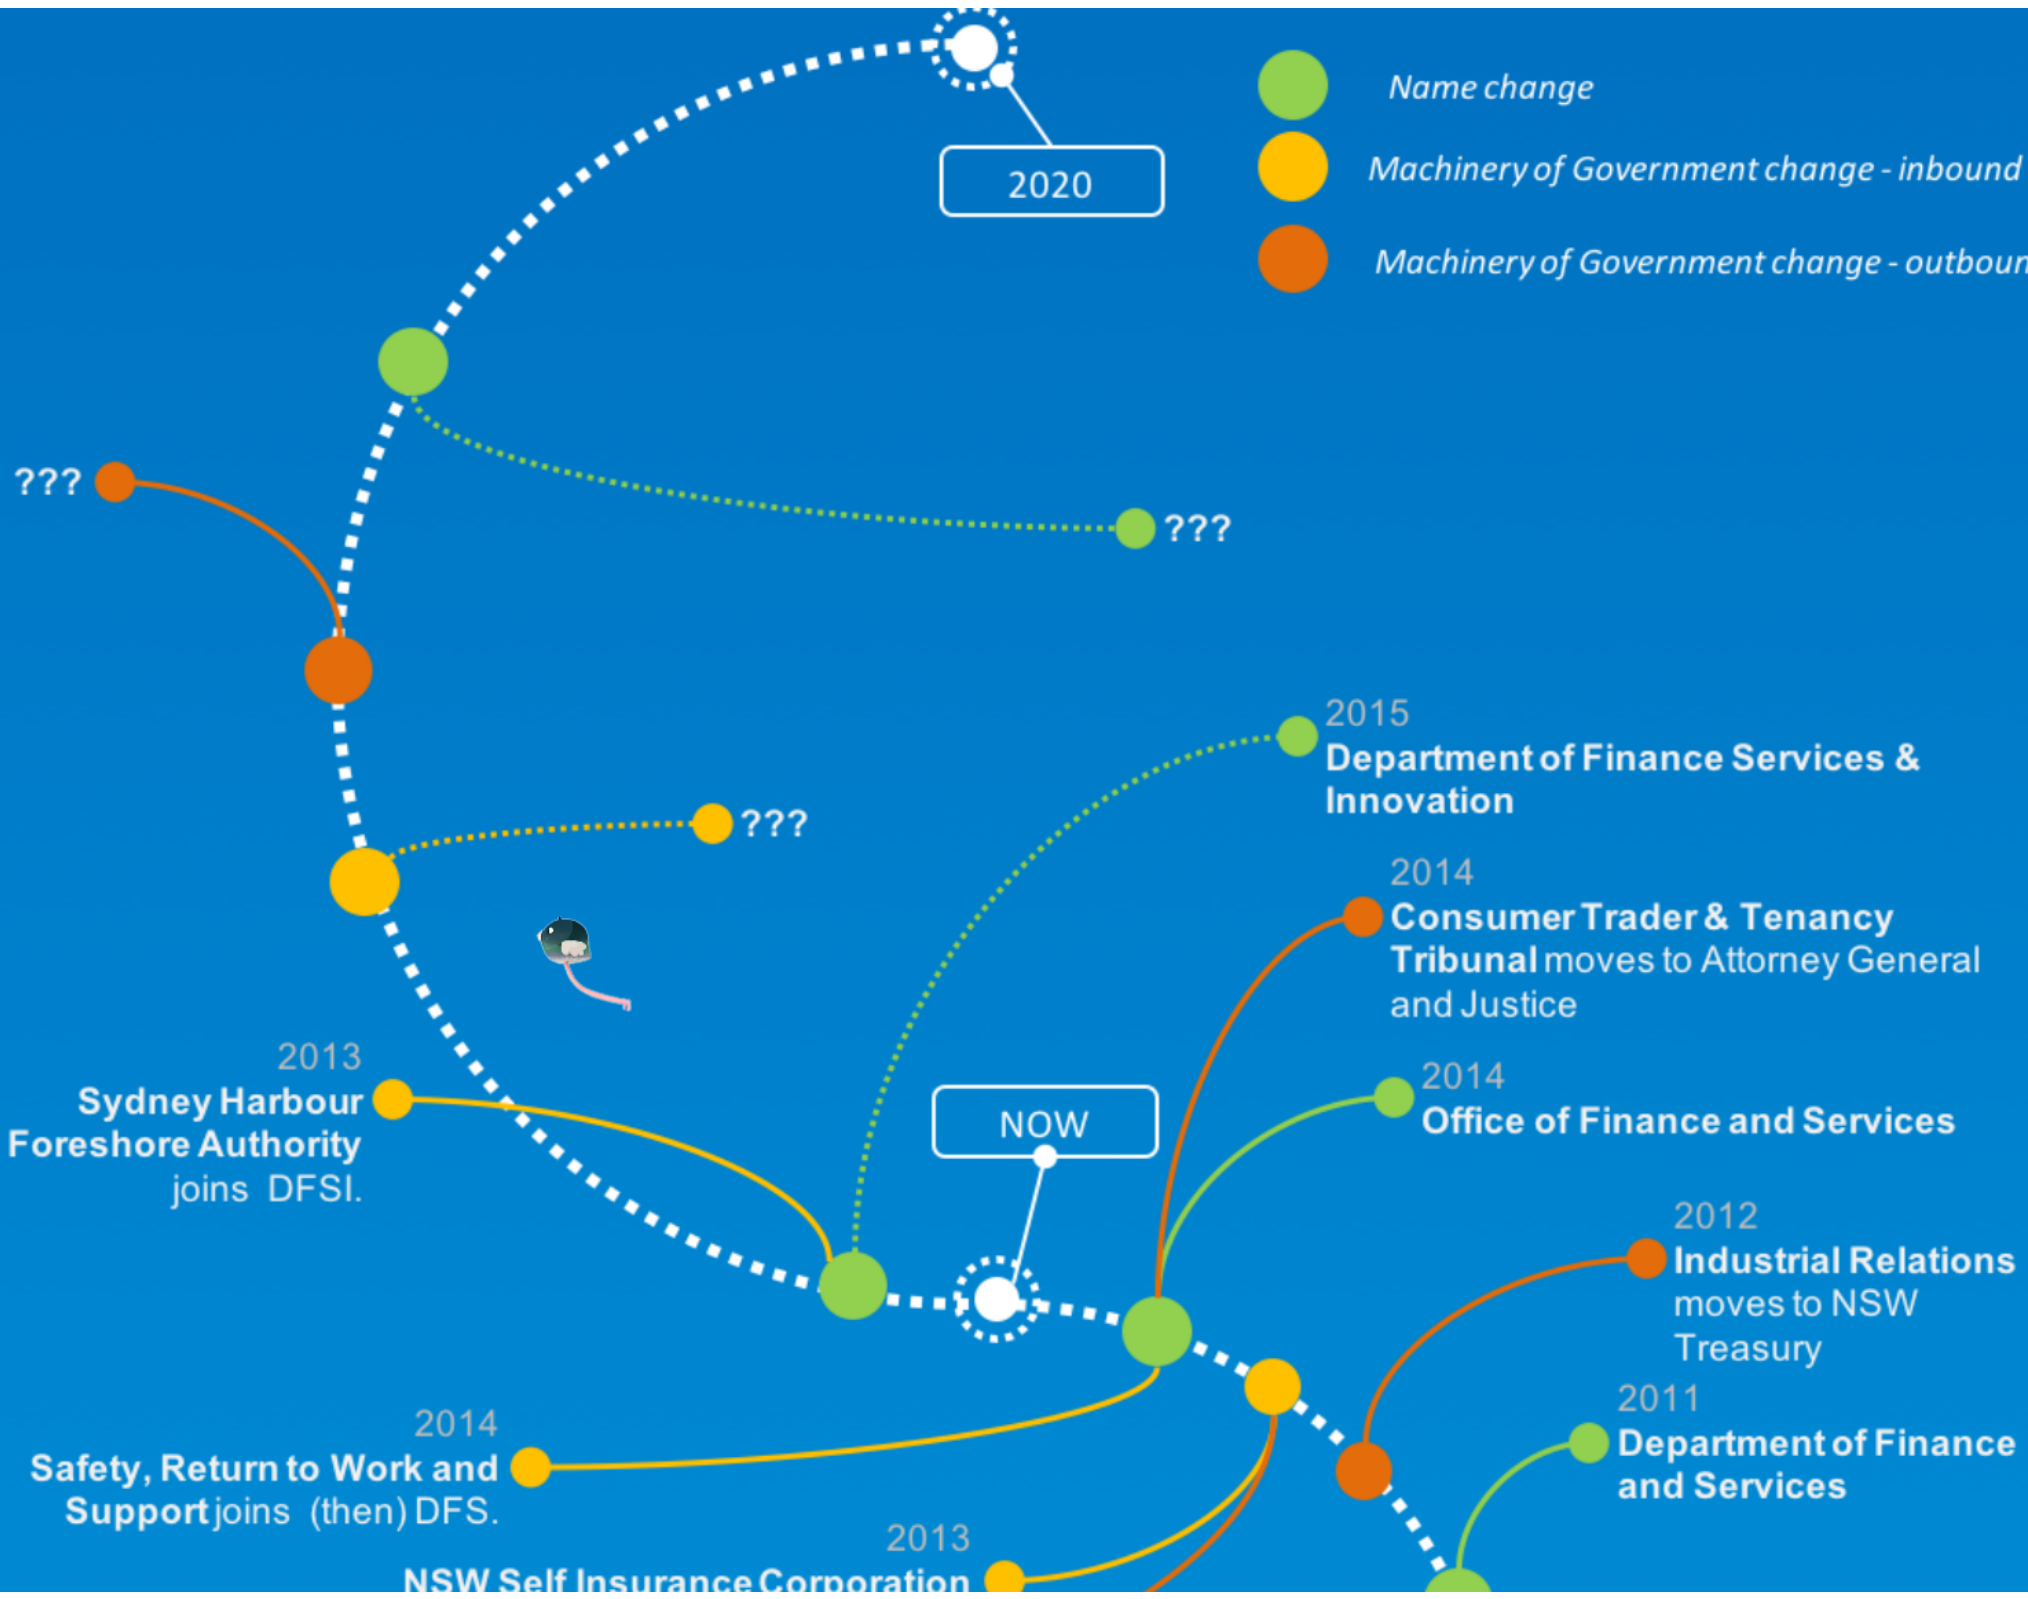 2020
Name change
Machinery of Government change - inbound
Machinery of Government change - outboun
???
???
???
2015
Department of Finance Services &
Innovation
2014
Consumer Trader & Tenancy
Tribunal moves to Attorney General
and Justice
2013
Sydney Harbour
Foreshore Authority
joins DFSI.
NOW
2014
Office of Finance and Services
2012
Industrial Relations
moves to NSW
Treasury
2011
Department of Finance
and Services
2014
Safety, Return to Work and
Support joins (then) DFS.
2013
NSW Self Insurance Corporation